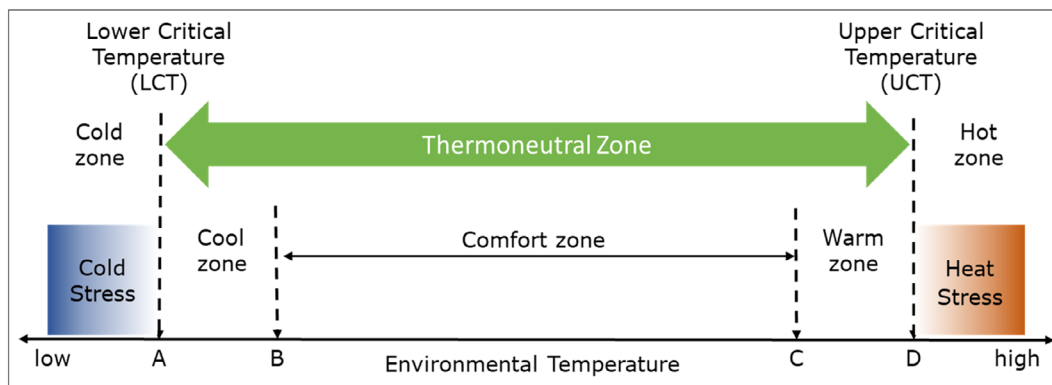 Lower Critical
Temperature
(LCT)
Upper Critical
Temperature
(UCT)
Cold
zone
Thermoneutral Zone
Hot
zone
Cool
zone
Comfort zone
Warm
zone
Cold
Stress
Heat
Stress
low
A
B
Environmental Temperature
C
D
high